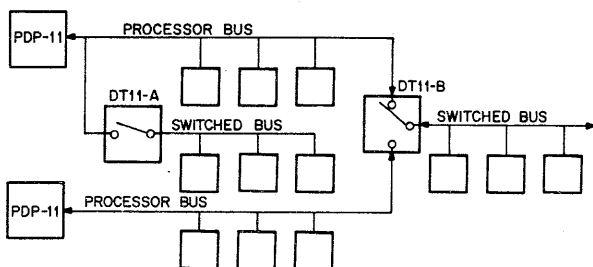 PROCESSOR BUS
PDP-11
DT11-A
DT11-B
SWITCHED BUS
SWITCHED BUS
PROCESSOR BUS
PDP-11